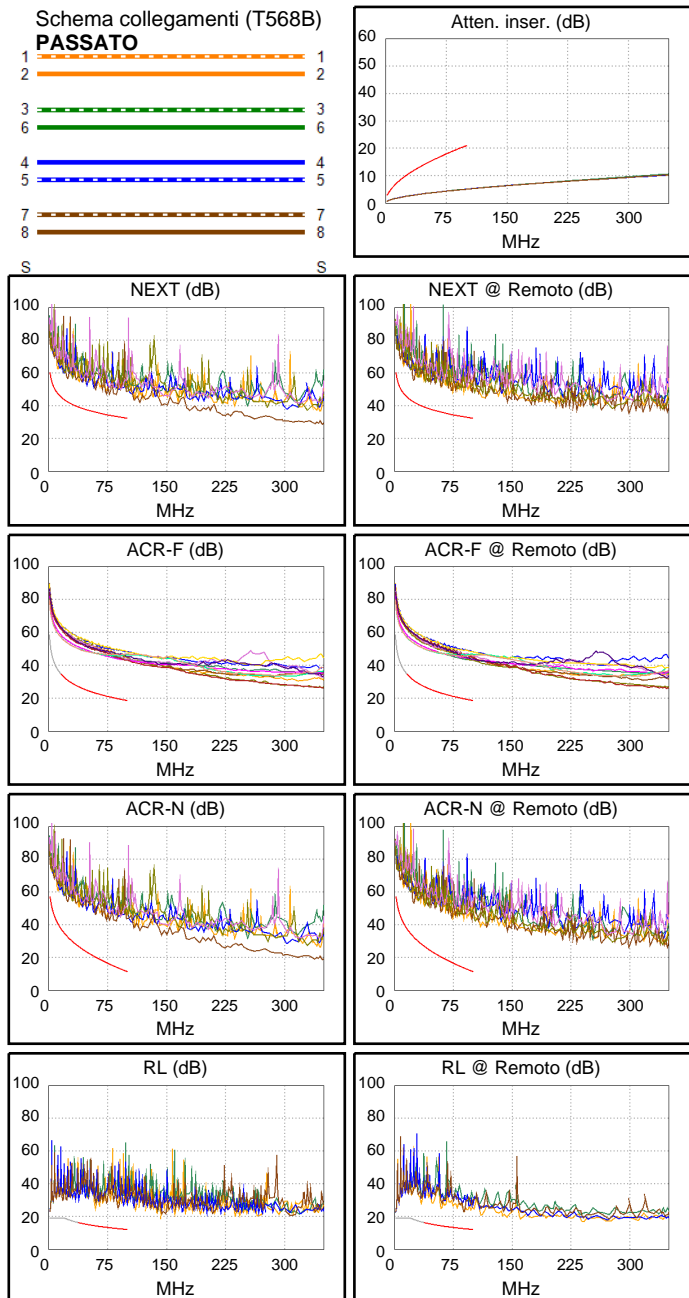 Schema collegamenti (T568B)
PASSATO
1 1
2 2
3 3
6 6
4 4
5 5
7 7
8 8
S S
Atten. inser. (dB)
60
50
40
30
20
10
0
0 75 150 225 300
MHz
NEXT (dB)
100
80
60
40
20
0
0 75 150 225 300
MHz
NEXT @ Remoto (dB)
100
80
60
40
20
0
0 75 150 225 300
MHz
ACR-F (dB)
100
80
60
40
20
0
0 75 150 225 300
MHz
ACR-F @ Remoto (dB)
100
80
60
40
20
0
0 75 150 225 300
MHz
ACR-N (dB)
100
80
60
40
20
0
0 75 150 225 300
MHz
ACR-N @ Remoto (dB)
100
80
60
40
20
0
0 75 150 225 300
MHz
RL (dB)
100
80
60
40
20
0
0 75 150 225 300
MHz
RL @ Remoto (dB)
100
80
60
40
20
0
0 75 150 225 300
MHz